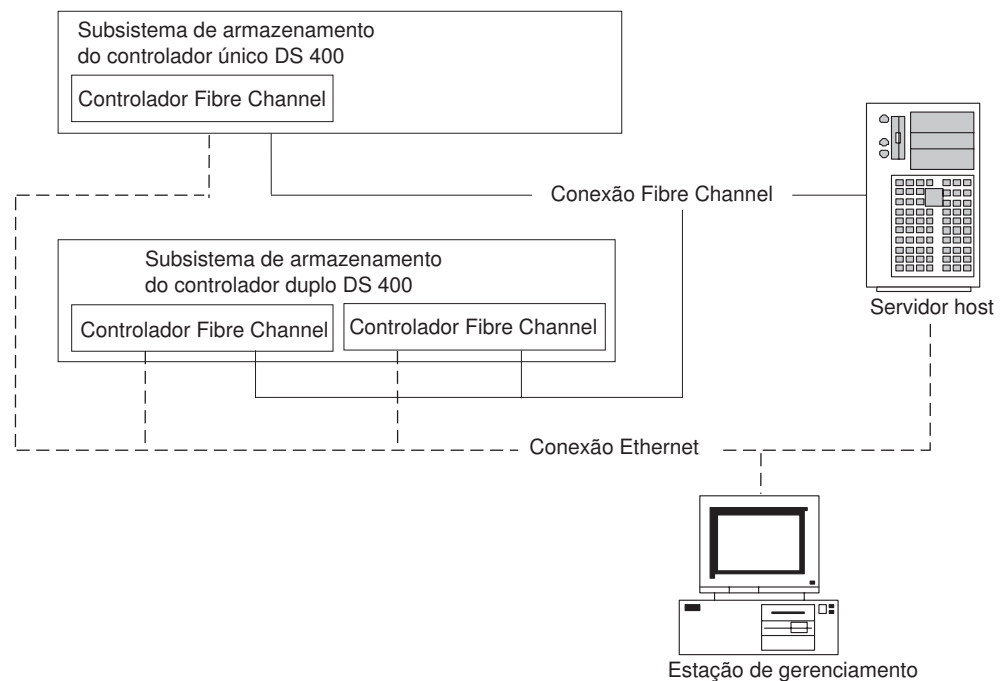 Subsistema de armazenamento
do controlador único DS 400
Controlador Fibre Channel
Conexão Fibre Channel
Subsistema de armazenamento
do controlador duplo DS 400
Controlador Fibre Channel
Controlador Fibre Channel
Servidor host
Conexão Ethernet
Estação de gerenciamento